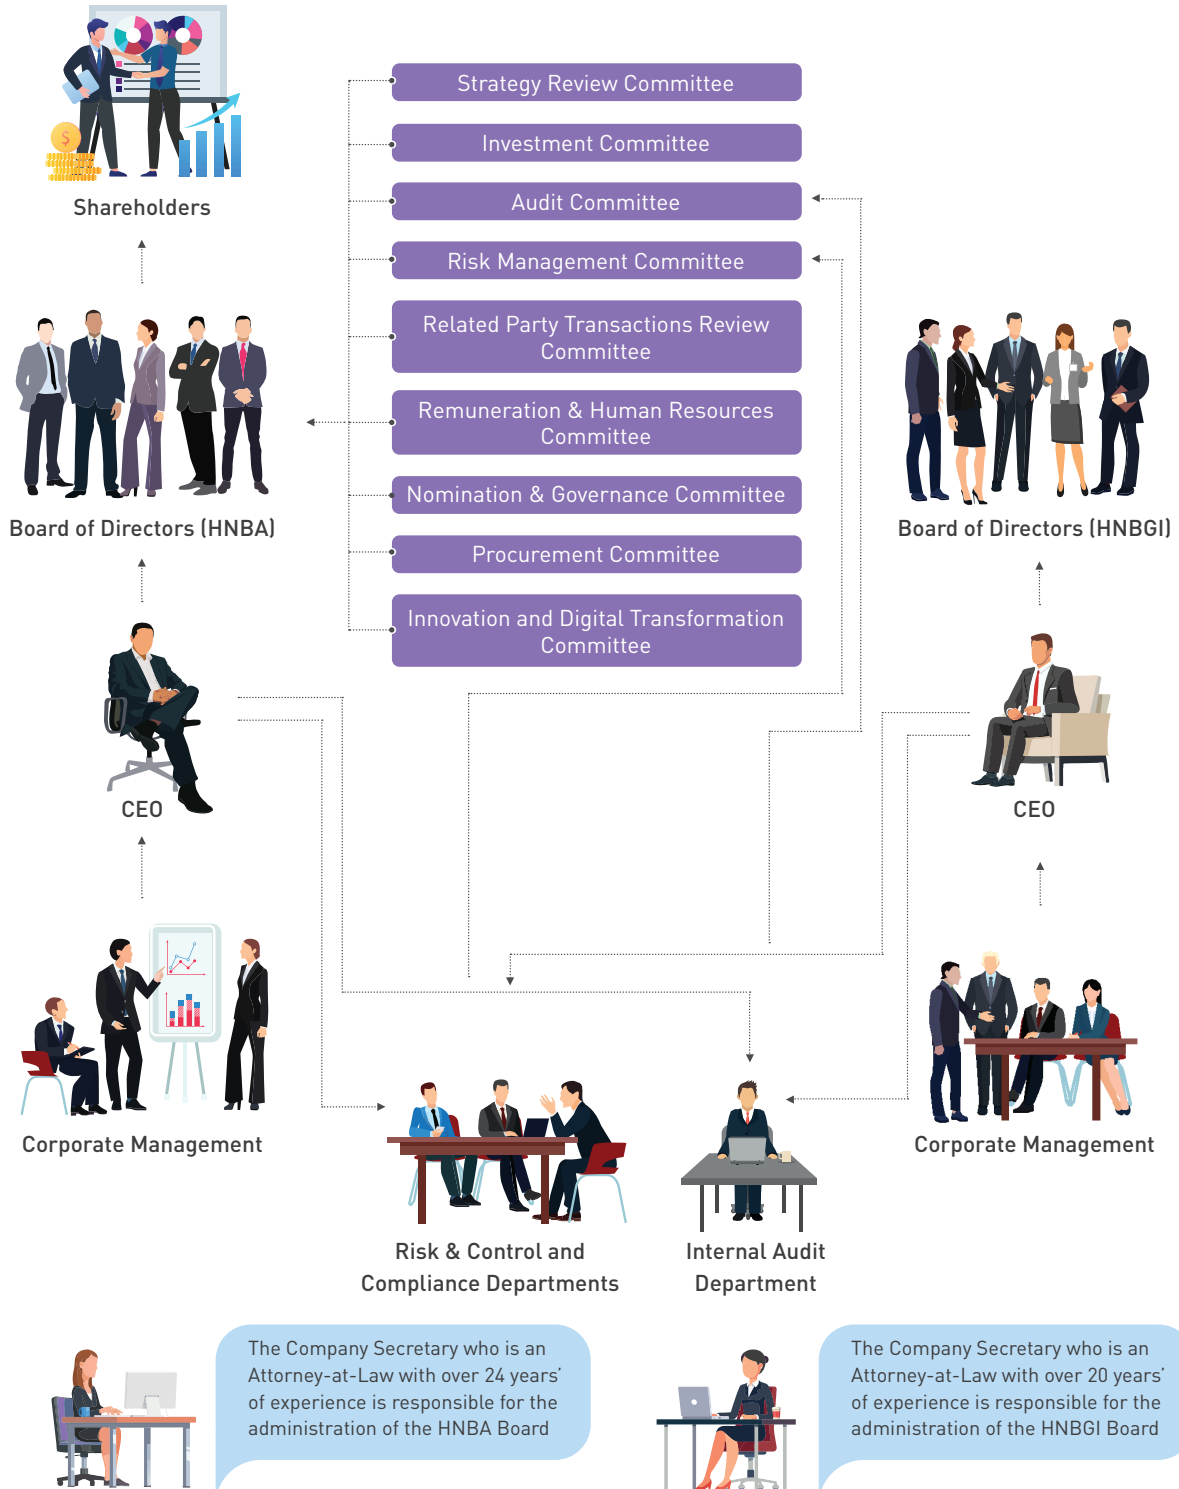 Shareholders
Strategy Review Committee
Investment Committee
Audit Committee
Risk Management Committee
Related Party Transactions Review
Committee
Remuneration & Human Resources
Committee
Nomination & Governance Committee
Procurement Committee
Innovation and Digital Transformation
Committee
Board of Directors (HNBA)
Board of Directors (HNBGI)
CEO
CEO
Corporate Management
Corporate Management
Risk & Control and
Compliance Departments
Internal Audit
Department
The Company Secretary who is an
Attorney-at-Law with over 24 years’
of experience is responsible for the
administration of the HNBA Board
The Company Secretary who is an
Attorney-at-Law with over 20 years’
of experience is responsible for the
administration of the HNBGI Board